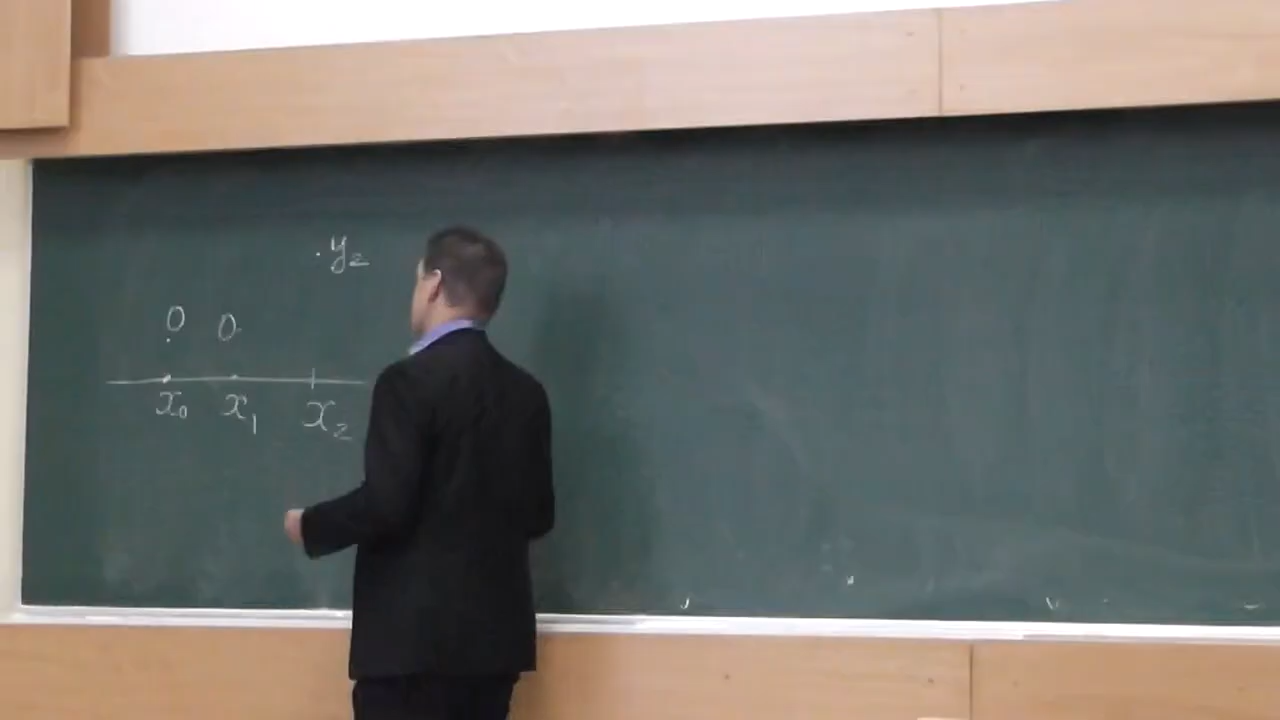 y₂
0 0
x₀ x₁ x₂